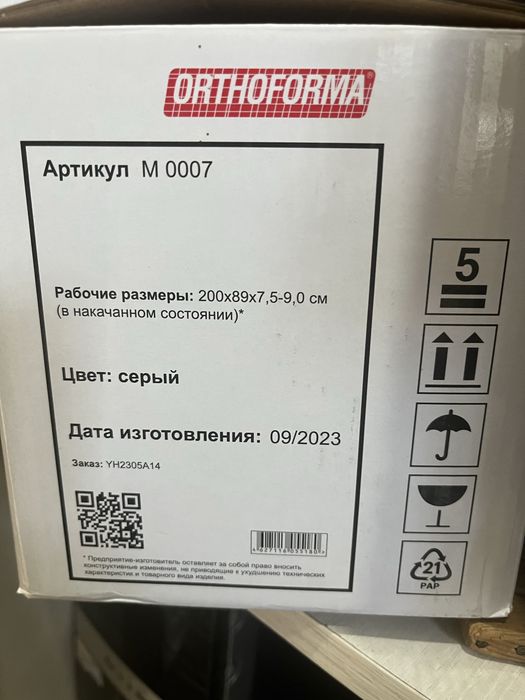 ORTHOFORMA®
Артикул М 0007
Рабочие размеры: 200x89x7,5-9,0 см
(в накачанном состоянии)*
Цвет: серый
Дата изготовления: 09/2023
Заказ: YH2305A14
5
4627116055180>
* Предприятие-изготовитель оставляет за собой право вносить
конструктивные изменения, не приводящие к ухудшению технических
характеристик и товарного вида изделия.
21
PAP